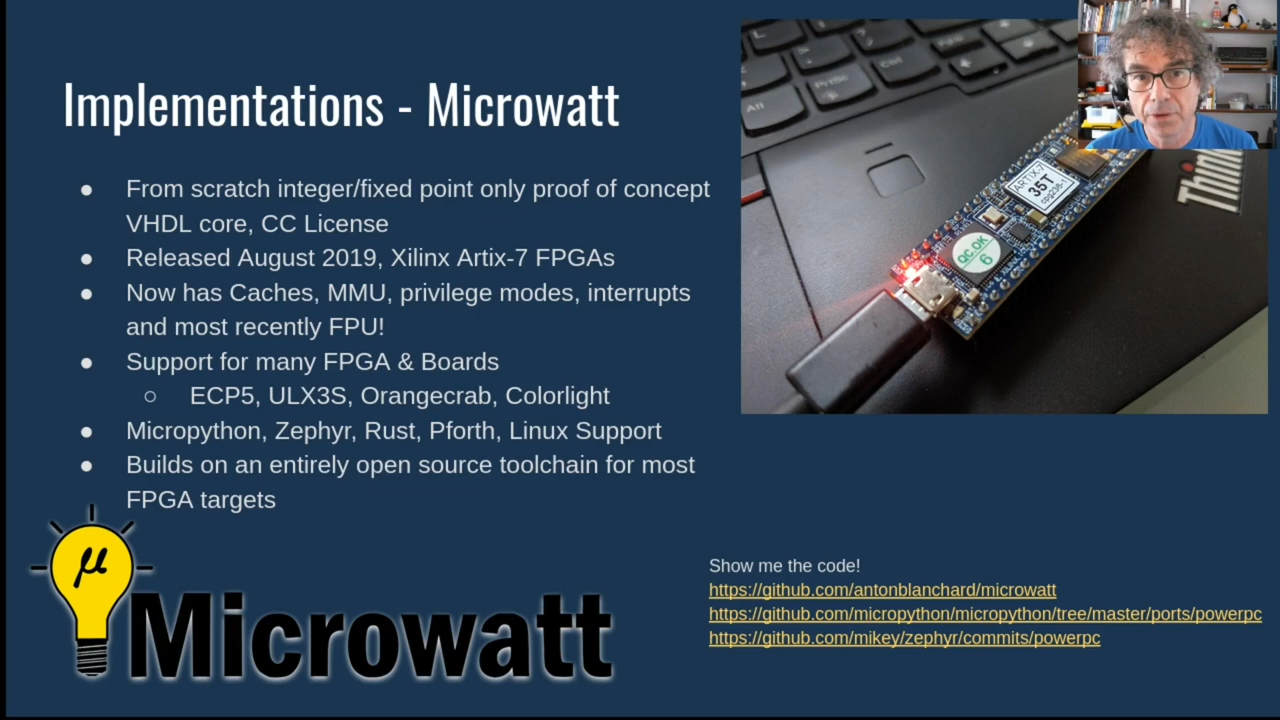 Implementations - Microwatt
● From scratch integer/fixed point only proof of concept
VHDL core, CC License
● Released August 2019, Xilinx Artix-7 FPGAs
● Now has Caches, MMU, privilege modes, interrupts
and most recently FPU!
● Support for many FPGA & Boards
○ ECP5, ULX3S, Orangecrab, Colorlight
● Micropython, Zephyr, Rust, Pforth, Linux Support
● Builds on an entirely open source toolchain for most
FPGA targets
µ
Microwatt
Ctrl
ARTIX-7
35T
cpg236-1
QC.OK
6
Think
Show me the code!
https://github.com/antonblanchard/microwatt
https://github.com/micropython/micropython/tree/master/ports/powerpc
https://github.com/mikey/zephyr/commits/powerpc